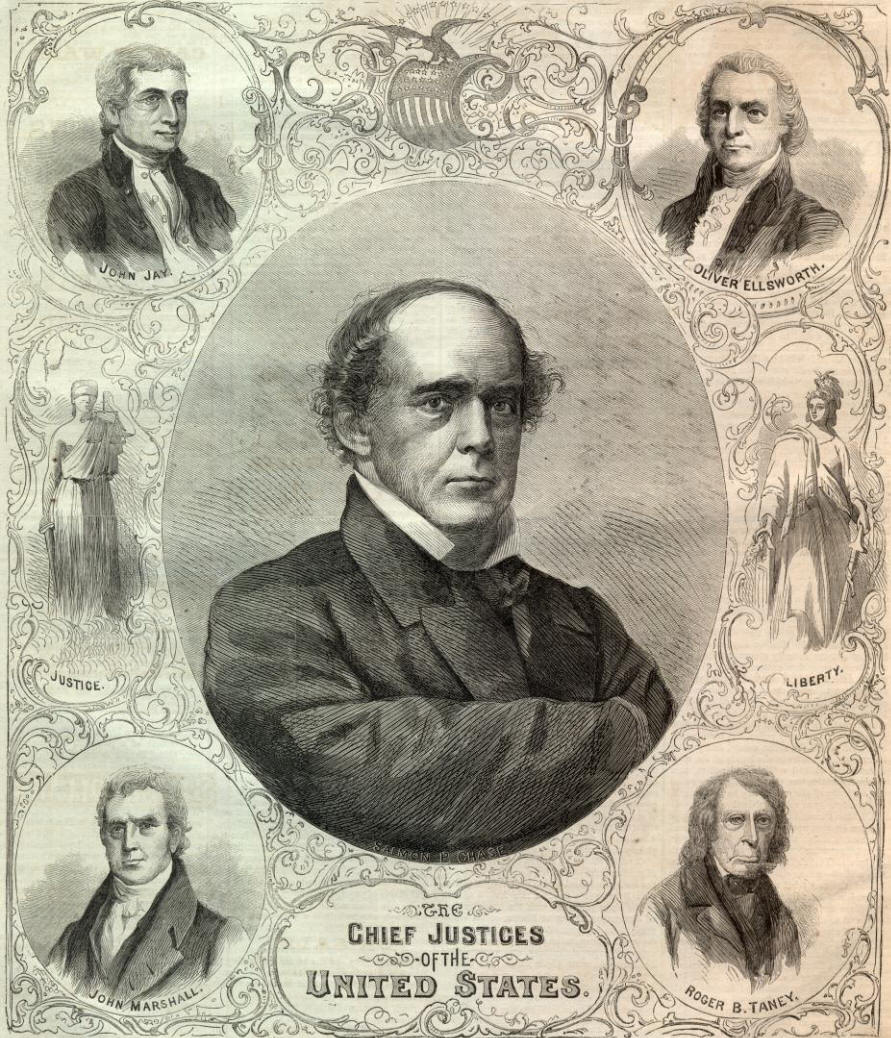 JOHN JAY.
OLIVER ELLSWORTH.
JUSTICE.
LIBERTY.
SALMON P. CHASE
JOHN MARSHALL.
ROGER B. TANEY.
THE
CHIEF JUSTICES
OF THE
UNITED STATES.